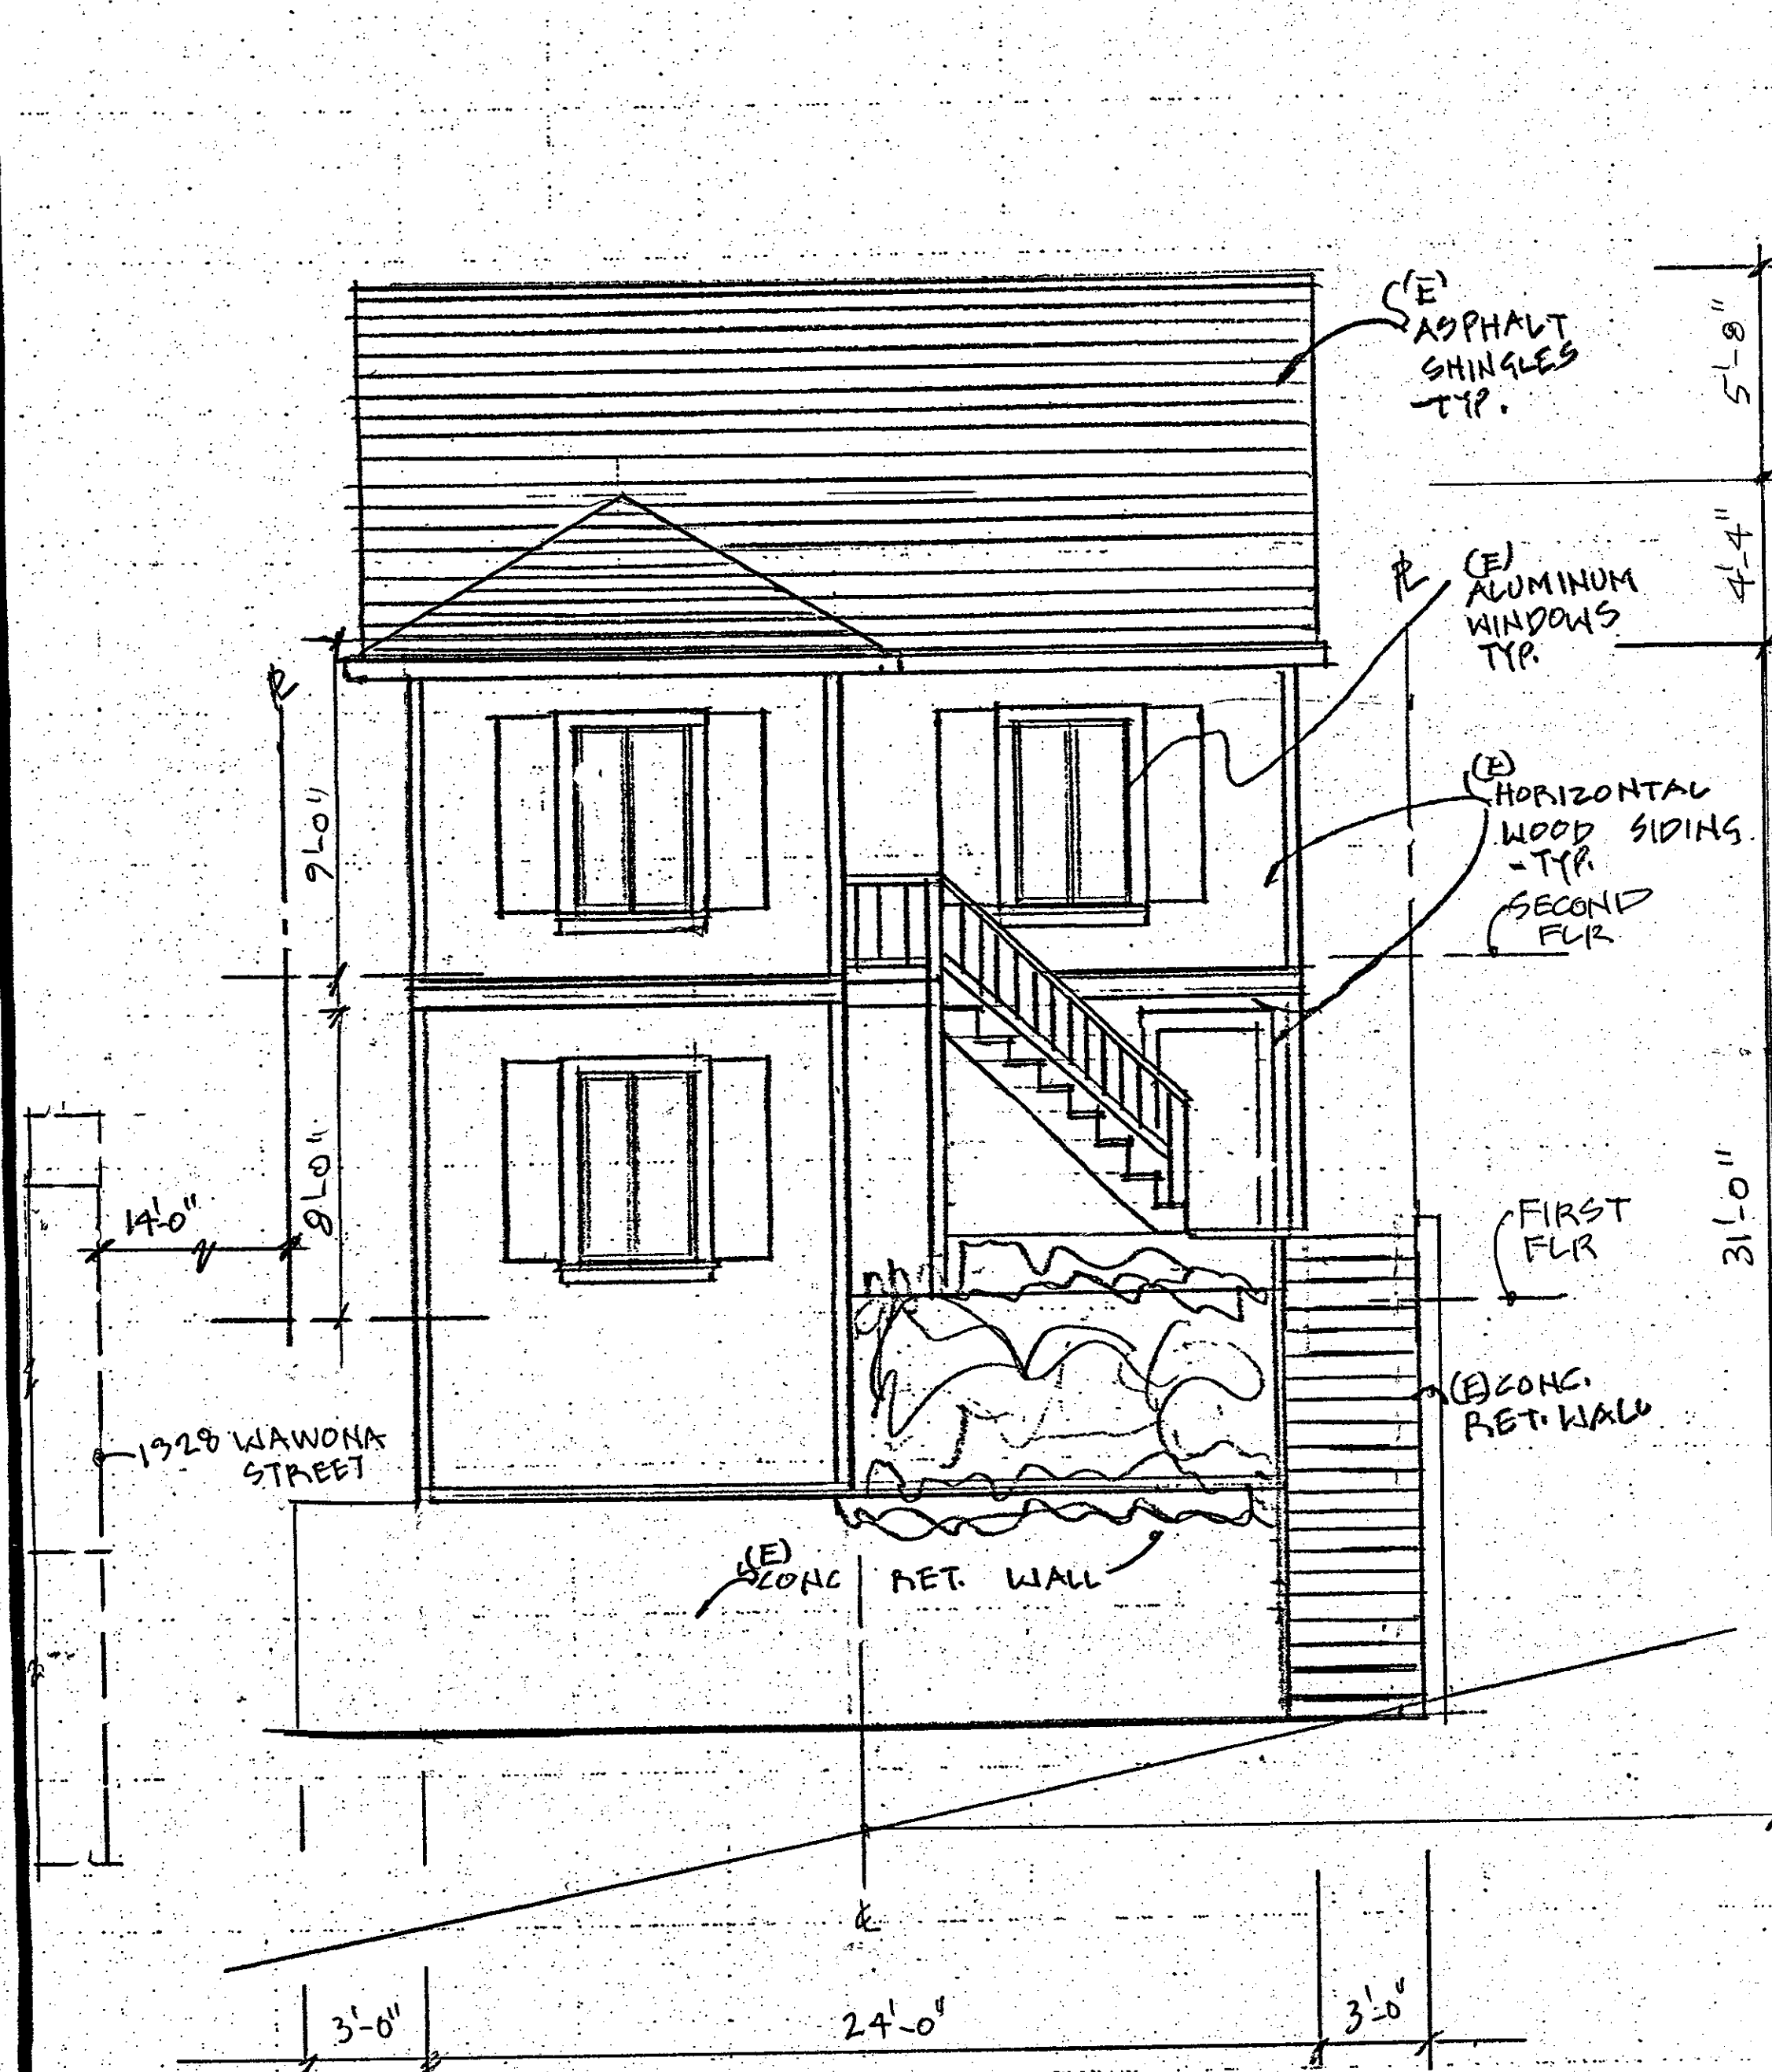 (E)
ASPHALT
SHINGLES
-TYP.
5'-8"
4'-4"
31'-0"
(E)
ALUMINUM
WINDOWS
TYP.
(E)
HORIZONTAL
WOOD SIDING
-TYP.
SECOND
FLR
FIRST
FLR
(E) CONC.
RET. WALL
9'-0"
8'-0"
14'-0"
1328 WAWONA
STREET
(E)
CONC RET. WALL
3'-0"
24'-0"
3'-0"